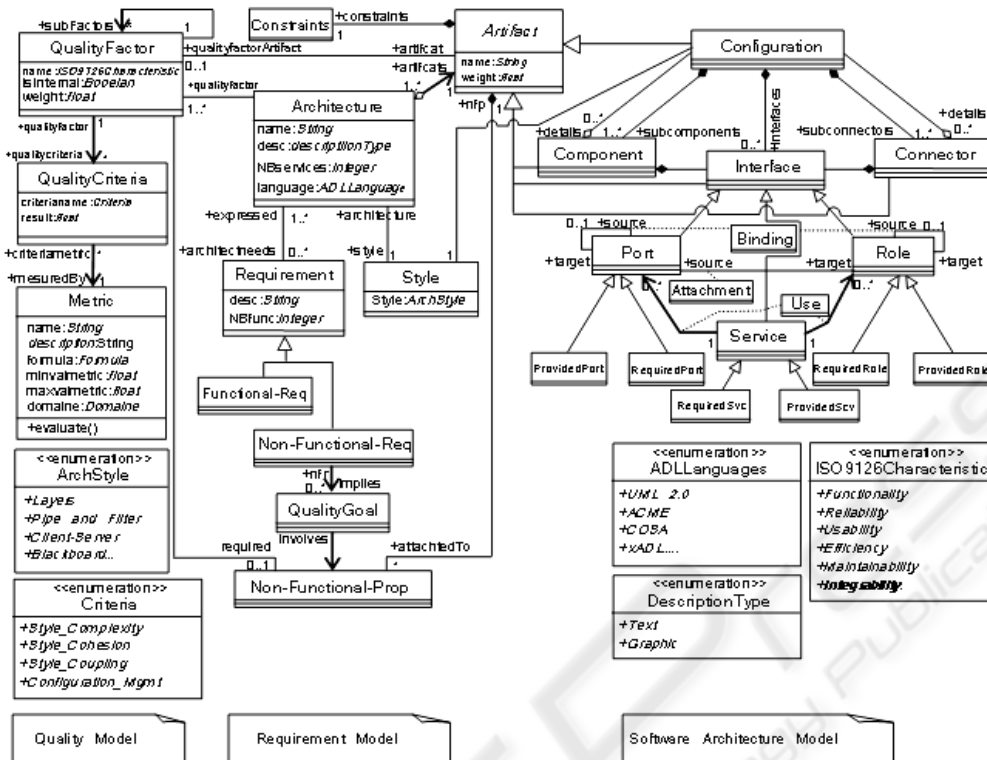 +subFactors *
1
QualityFactor
name:ISO9126Characteristic
isInternal:Boolean
weight:float
Constraints
+constraints
1
Artifact
name:String
weight:float
Configuration
+qualityfactorArtifact
0..1
+artifcat
+artifcats
1..*
1
+qualityfactor
1..*
+nfp
1
Architecture
name:String
desc:descriptiionType
NBservices:Integer
language:ADLLanguage
+qualityfactor
1
+qualitycriteria
*
QualityCriteria
criterianame:Criteria
result:float
+criteriametric
1
+mesuredBy
1
Metric
name:String
description:String
formula:Formula
minvalmetric:float
maxvalmetric:float
domaine:Domaine
+evaluate()
+expressed
1..*
+architectneeds
0..*
+architecture
1
+style
1
Requirement
desc:String
NBfunc:Integer
Style
Style:ArchStyle
Functional-Req
Non-Functional-Req
+nfr
0..*
implies
QualityGoal
involves
required
0..1
+attachtedTo
*
Non-Functional-Prop
0..*
+details
1..*
+subcomponents
+interfaces
0..*
+subconnectors
1..*
+details
0..*
Component
Interface
Connector
0..1
+source
+target
Port
+source
Binding
Attachment
+source
0..1
+target
+target
Role
0..*
0..*
Use
1
Service
1
ProvidedPort
RequiredPort
RequiredSvc
ProvidedScv
RequiredRole
ProvidedRole
<<enumeration>>
ArchStyle
+Layers
+Pipe and Filter
+Client-Server
+Blackboard...
<<enumeration>>
Criteria
+Style_Complexity
+Style_Cohesion
+Style_Coupling
+Configuration_Mgmt
<<enumeration>>
ADLLanguages
+UML 2.0
+ACME
+COSA
+xADL....
<<enumeration>>
DescriptionType
+Text
+Graphic
<<enumeration>>
ISO9126Characteristic
+Functionality
+Reliability
+Usability
+Efficiency
+Maintainability
+Integrability.
Quality Model
Requirement Model
Software Architecture Model